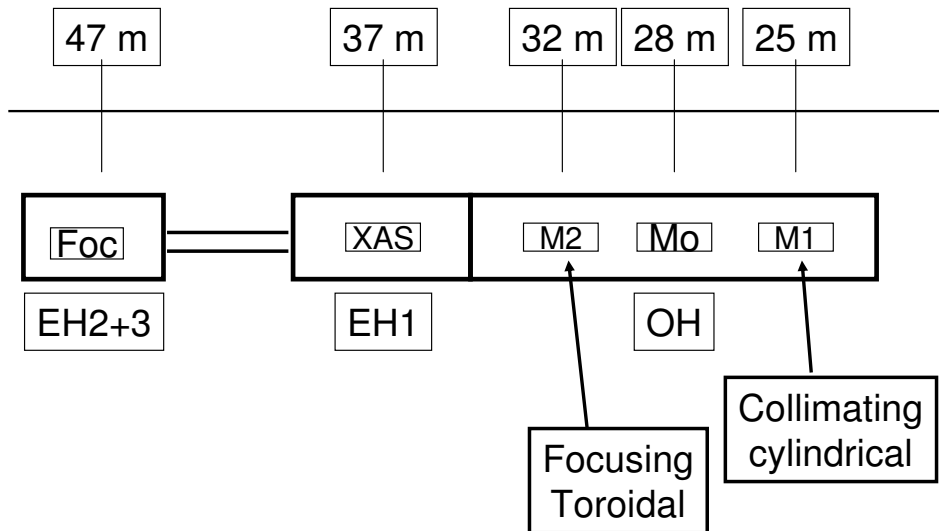 47 m
37 m
32 m
28 m
25 m
Foc
XAS
M2
Mo
M1
EH2+3
EH1
OH
Focusing
Toroidal
Collimating
cylindrical